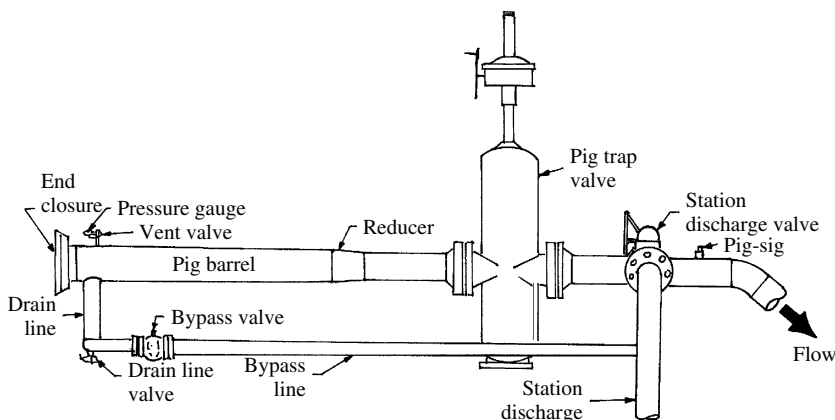 Pig trap
valve
End
closure
Pressure gauge
Vent valve
Reducer
Station
discharge valve
Pig-sig
Pig barrel
Drain
line
Bypass valve
Drain line
valve
Bypass
line
Station
discharge
Flow